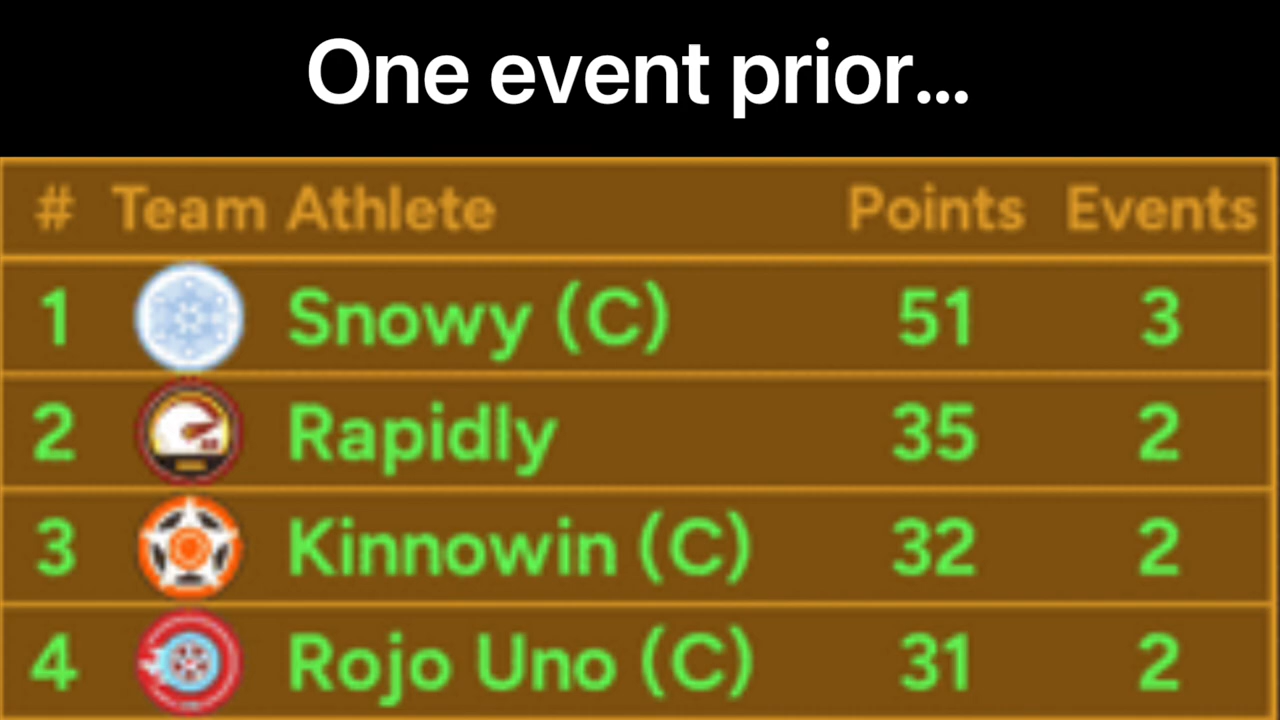 One event prior...
# Team Athlete Points Events
1 Snowy (C) 51 3
2 Rapidly 35 2
3 Kinnowin (C) 32 2
4 Rojo Uno (C) 31 2